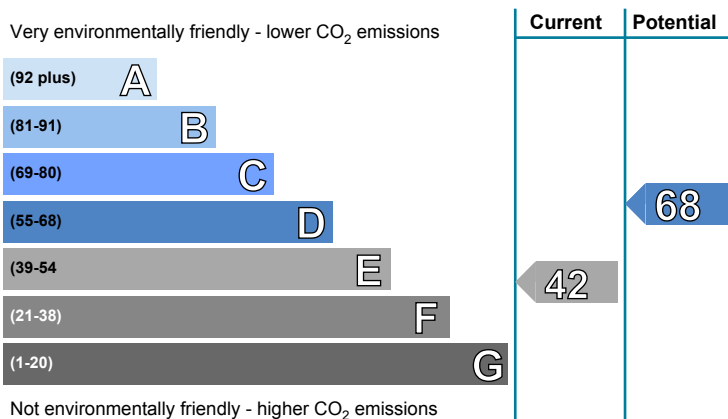 Very environmentally friendly - lower CO2 emissions
Current
Potential
(92 plus) A
(81-91) B
(69-80) C
(55-68) D
68
(39-54 E
42
(21-38) F
(1-20) G
Not environmentally friendly - higher CO2 emissions